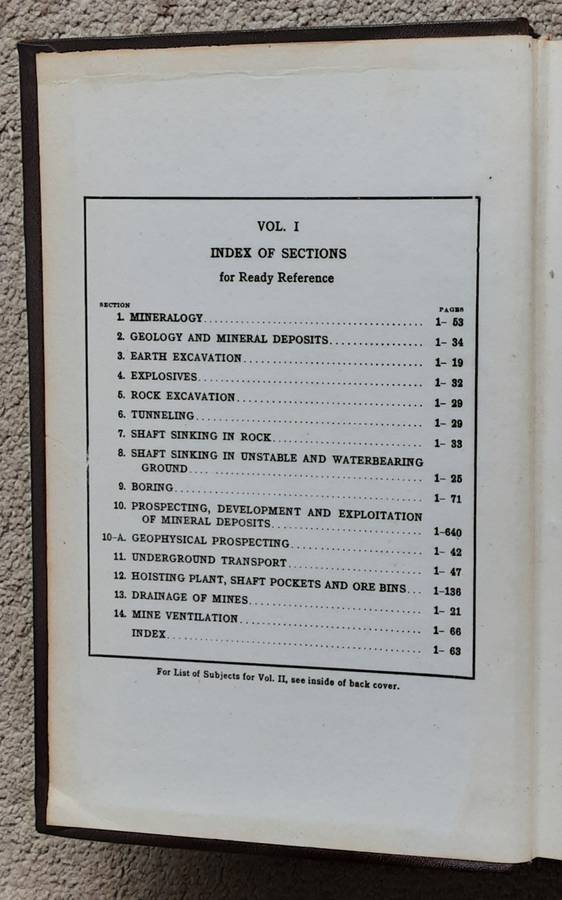 VOL. I
INDEX OF SECTIONS
for Ready Reference
SECTION PAGES
1. MINERALOGY 1– 53
2. GEOLOGY AND MINERAL DEPOSITS 1– 34
3. EARTH EXCAVATION 1– 19
4. EXPLOSIVES 1– 32
5. ROCK EXCAVATION 1– 29
6. TUNNELING 1– 29
7. SHAFT SINKING IN ROCK 1– 33
8. SHAFT SINKING IN UNSTABLE AND WATERBEARING
GROUND 1– 25
9. BORING 1– 71
10. PROSPECTING, DEVELOPMENT AND EXPLOITATION
OF MINERAL DEPOSITS 1–640
10-A. GEOPHYSICAL PROSPECTING 1– 42
11. UNDERGROUND TRANSPORT 1– 47
12. HOISTING PLANT, SHAFT POCKETS AND ORE BINS 1–136
13. DRAINAGE OF MINES 1– 21
14. MINE VENTILATION 1– 66
INDEX 1– 63
For List of Subjects for Vol. II, see inside of back cover.